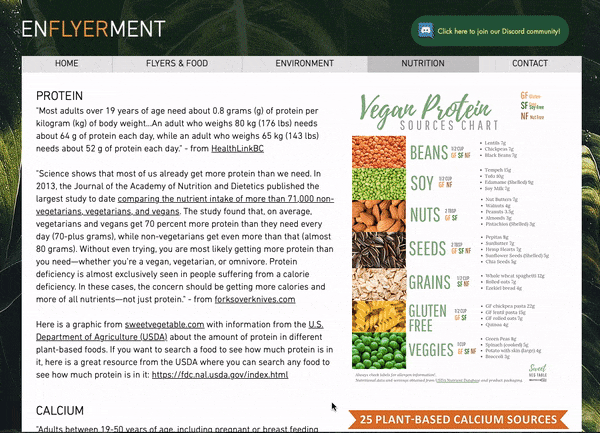 ENFLYERMENT
Click here to join our Discord community!
HOME
FLYERS & FOOD
ENVIRONMENT
NUTRITION
CONTACT
PROTEIN
"Most adults over 19 years of age need about 0.8 grams (g) of protein per
kilogram (kg) of body weight...An adult who weighs 80 kg (176 lbs) needs
about 64 g of protein each day, while an adult who weighs 65 kg (143 lbs)
needs about 52 g of protein each day." - from HealthLinkBC
"Science shows that most of us already get more protein than we need. In
2013, the Journal of the Academy of Nutrition and Dietetics published the
largest study to date comparing the nutrient intake of more than 71,000 non-
vegetarians, vegetarians, and vegans. The study found that, on average,
vegetarians and vegans get 70 percent more protein than they need every
day (70-plus grams), while non-vegetarians get even more than that (almost
80 grams). Without even trying, you are most likely getting more protein than
you need—whether you're a vegan, vegetarian, or omnivore. Protein
deficiency is almost exclusively seen in people suffering from a calorie
deficiency. In these cases, the concern should be getting more calories and
more of all nutrients—not just protein." - from forksoverknives.com
Here is a graphic from sweetvegetable.com with information from the U.S.
Department of Agriculture (USDA) about the amount of protein in different
plant-based foods. If you want to search a food to see how much protein is in
it, here is a great resource from the USDA where you can search any food to
see how much protein is in it: https://fdc.nal.usda.gov/index.html
CALCIUM
"Adults between 19-50 years of age, including pregnant or breast feeding
Vegan Protein
SOURCES CHART
GF Gluten-
SF Soy Free
NF Nut Free
BEANS 1/2 CUP
GF SF NF
Lentils 7g
Chickpeas 7g
Black Beans 7g
SOY 1/2 CUP
GF NF
Tempeh 15g
Tofu 10g
Edamame (Shelled) 9g
Soy Milk 7g
NUTS 2 TBSP
GF SF
Nut Butters 7g
Walnuts 4g
Peanuts 3.5g
Almonds 3g
Pistachios (Shelled) 3g
SEEDS 2 TBSP
GF SF NF
Pepitas 8g
Sunbutter 7g
Hemp Hearts 7g
Sunflower Seeds (Shelled) 5g
Chia Seeds 4g
GRAINS 1/2 CUP
SF NF
Whole wheat spaghetti 12g
Rolled oats 7g
Ezekiel bread 4g
GLUTEN
FREE
GF SF NF
GF chickpea pasta 22g
GF lentil pasta 15g
GF rolled oats 7g
Quinoa 4g
VEGGIES 1/2 CUP
GF SF NF
Green Peas 8g
Spinach (cooked) 5g
Potato with skin (large) 4g
Broccoli 2g
Always check labels for allergen information!
Nutritional data and servings obtained from USDA Nutrient Database and product packaging
Sweet
VEG TABLE
25 PLANT-BASED CALCIUM SOURCES